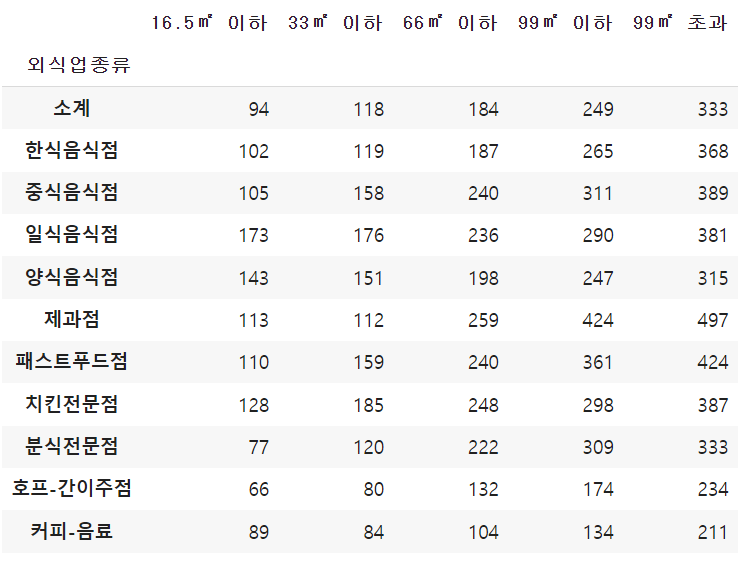 16.5㎡ 이하 33㎡ 이하 66㎡ 이하 99㎡ 이하 99㎡ 초과
외식업종류
소계 94 118 184 249 333
한식음식점 102 119 187 265 368
중식음식점 105 158 240 311 389
일식음식점 173 176 236 290 381
양식음식점 143 151 198 247 315
제과점 113 112 259 424 497
패스트푸드점 110 159 240 361 424
치킨전문점 128 185 248 298 387
분식전문점 77 120 222 309 333
호프-간이주점 66 80 132 174 234
커피-음료 89 84 104 134 211